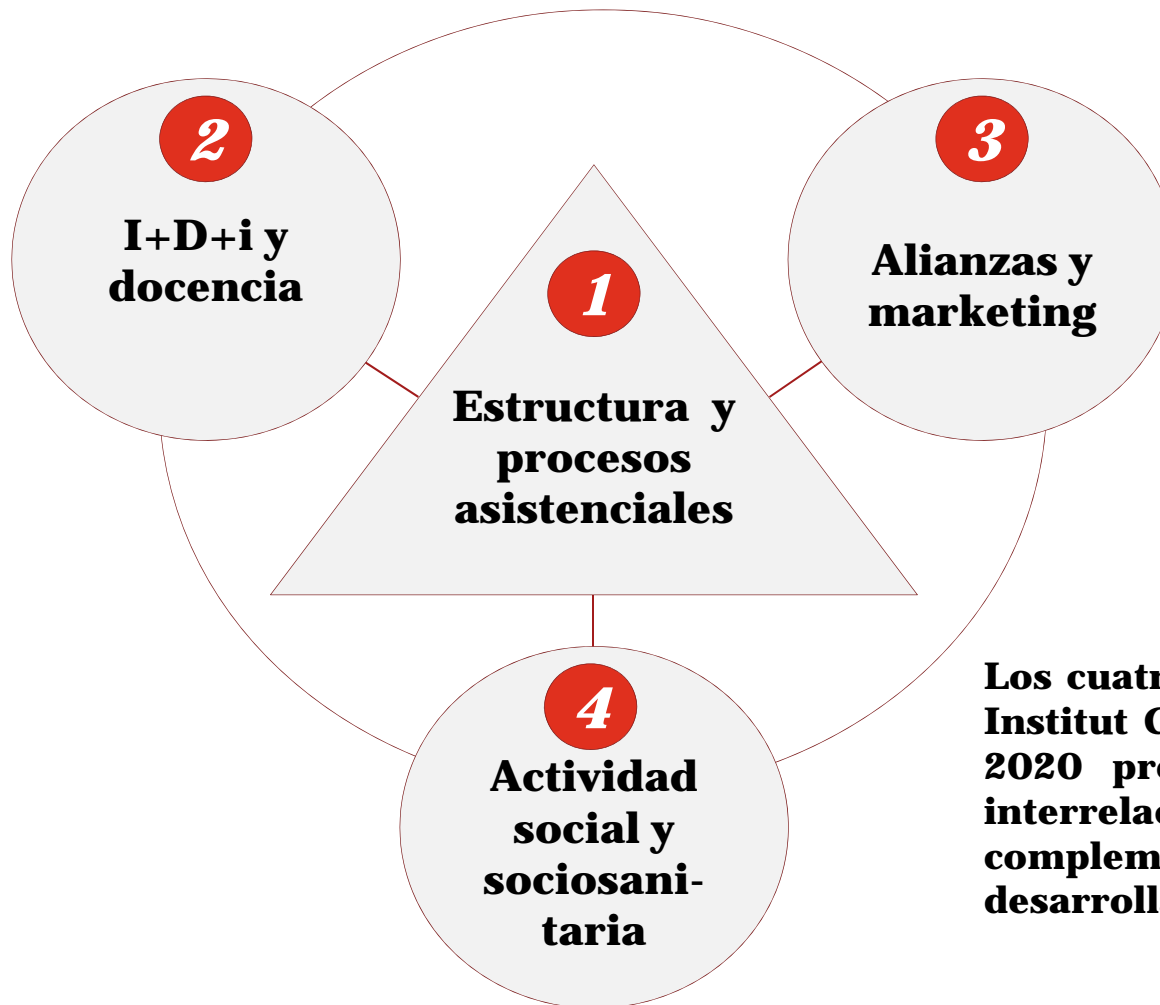 2
I+D+i y
docencia
3
Alianzas y
marketing
1
Estructura y
procesos
asistenciales
4
Actividad
social y
sociosani-
taria
Los cuatr
Institut
2020
interrelac
complem
desarroll